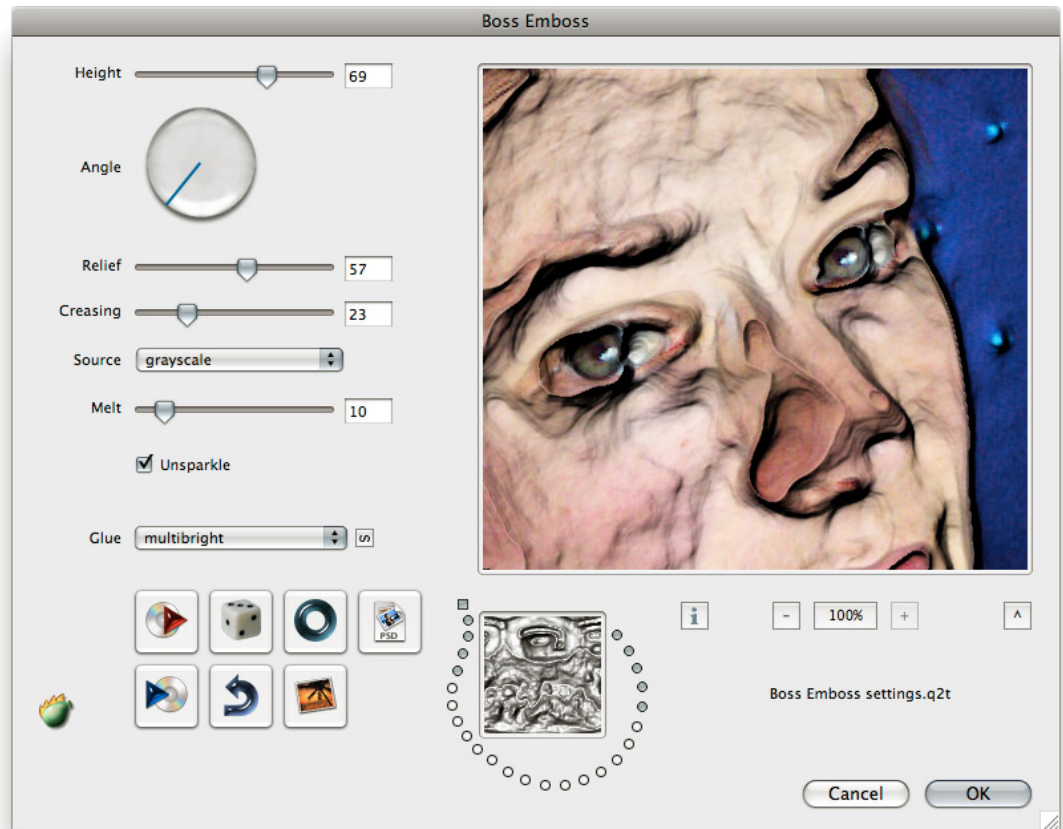 Boss Emboss
Height 69
Angle
Relief 57
Creasing 23
Source grayscale
Melt 10
Unsparkle
Glue multibright
PSD
i - 100% + ^
Boss Emboss settings.q2t
Cancel OK